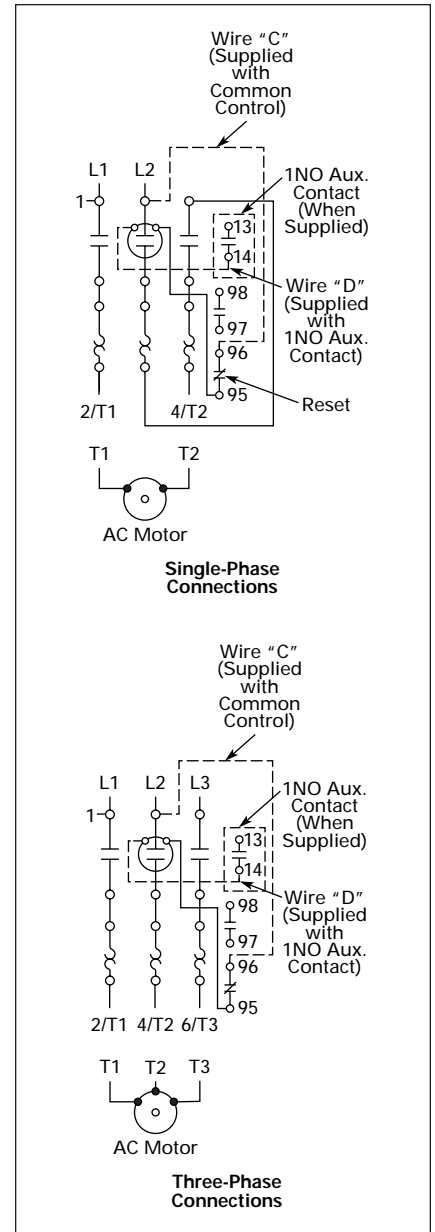 Wire “C”
(Supplied
with
Common
Control)
L1 L2
1NO Aux.
Contact
(When
Supplied)
1
13
14
Wire “D”
(Supplied
with
1NO Aux.
Contact)
98
97
96
95
Reset
2/T1 4/T2
T1 T2
AC Motor
Single-Phase
Connections
Wire “C”
(Supplied
with
Common
Control)
L1 L2 L3
1NO Aux.
Contact
(When
Supplied)
1
13
14
Wire “D”
(Supplied
with
1NO Aux.
Contact)
98
97
96
95
2/T1 4/T2 6/T3
T1 T2 T3
AC Motor
Three-Phase
Connections